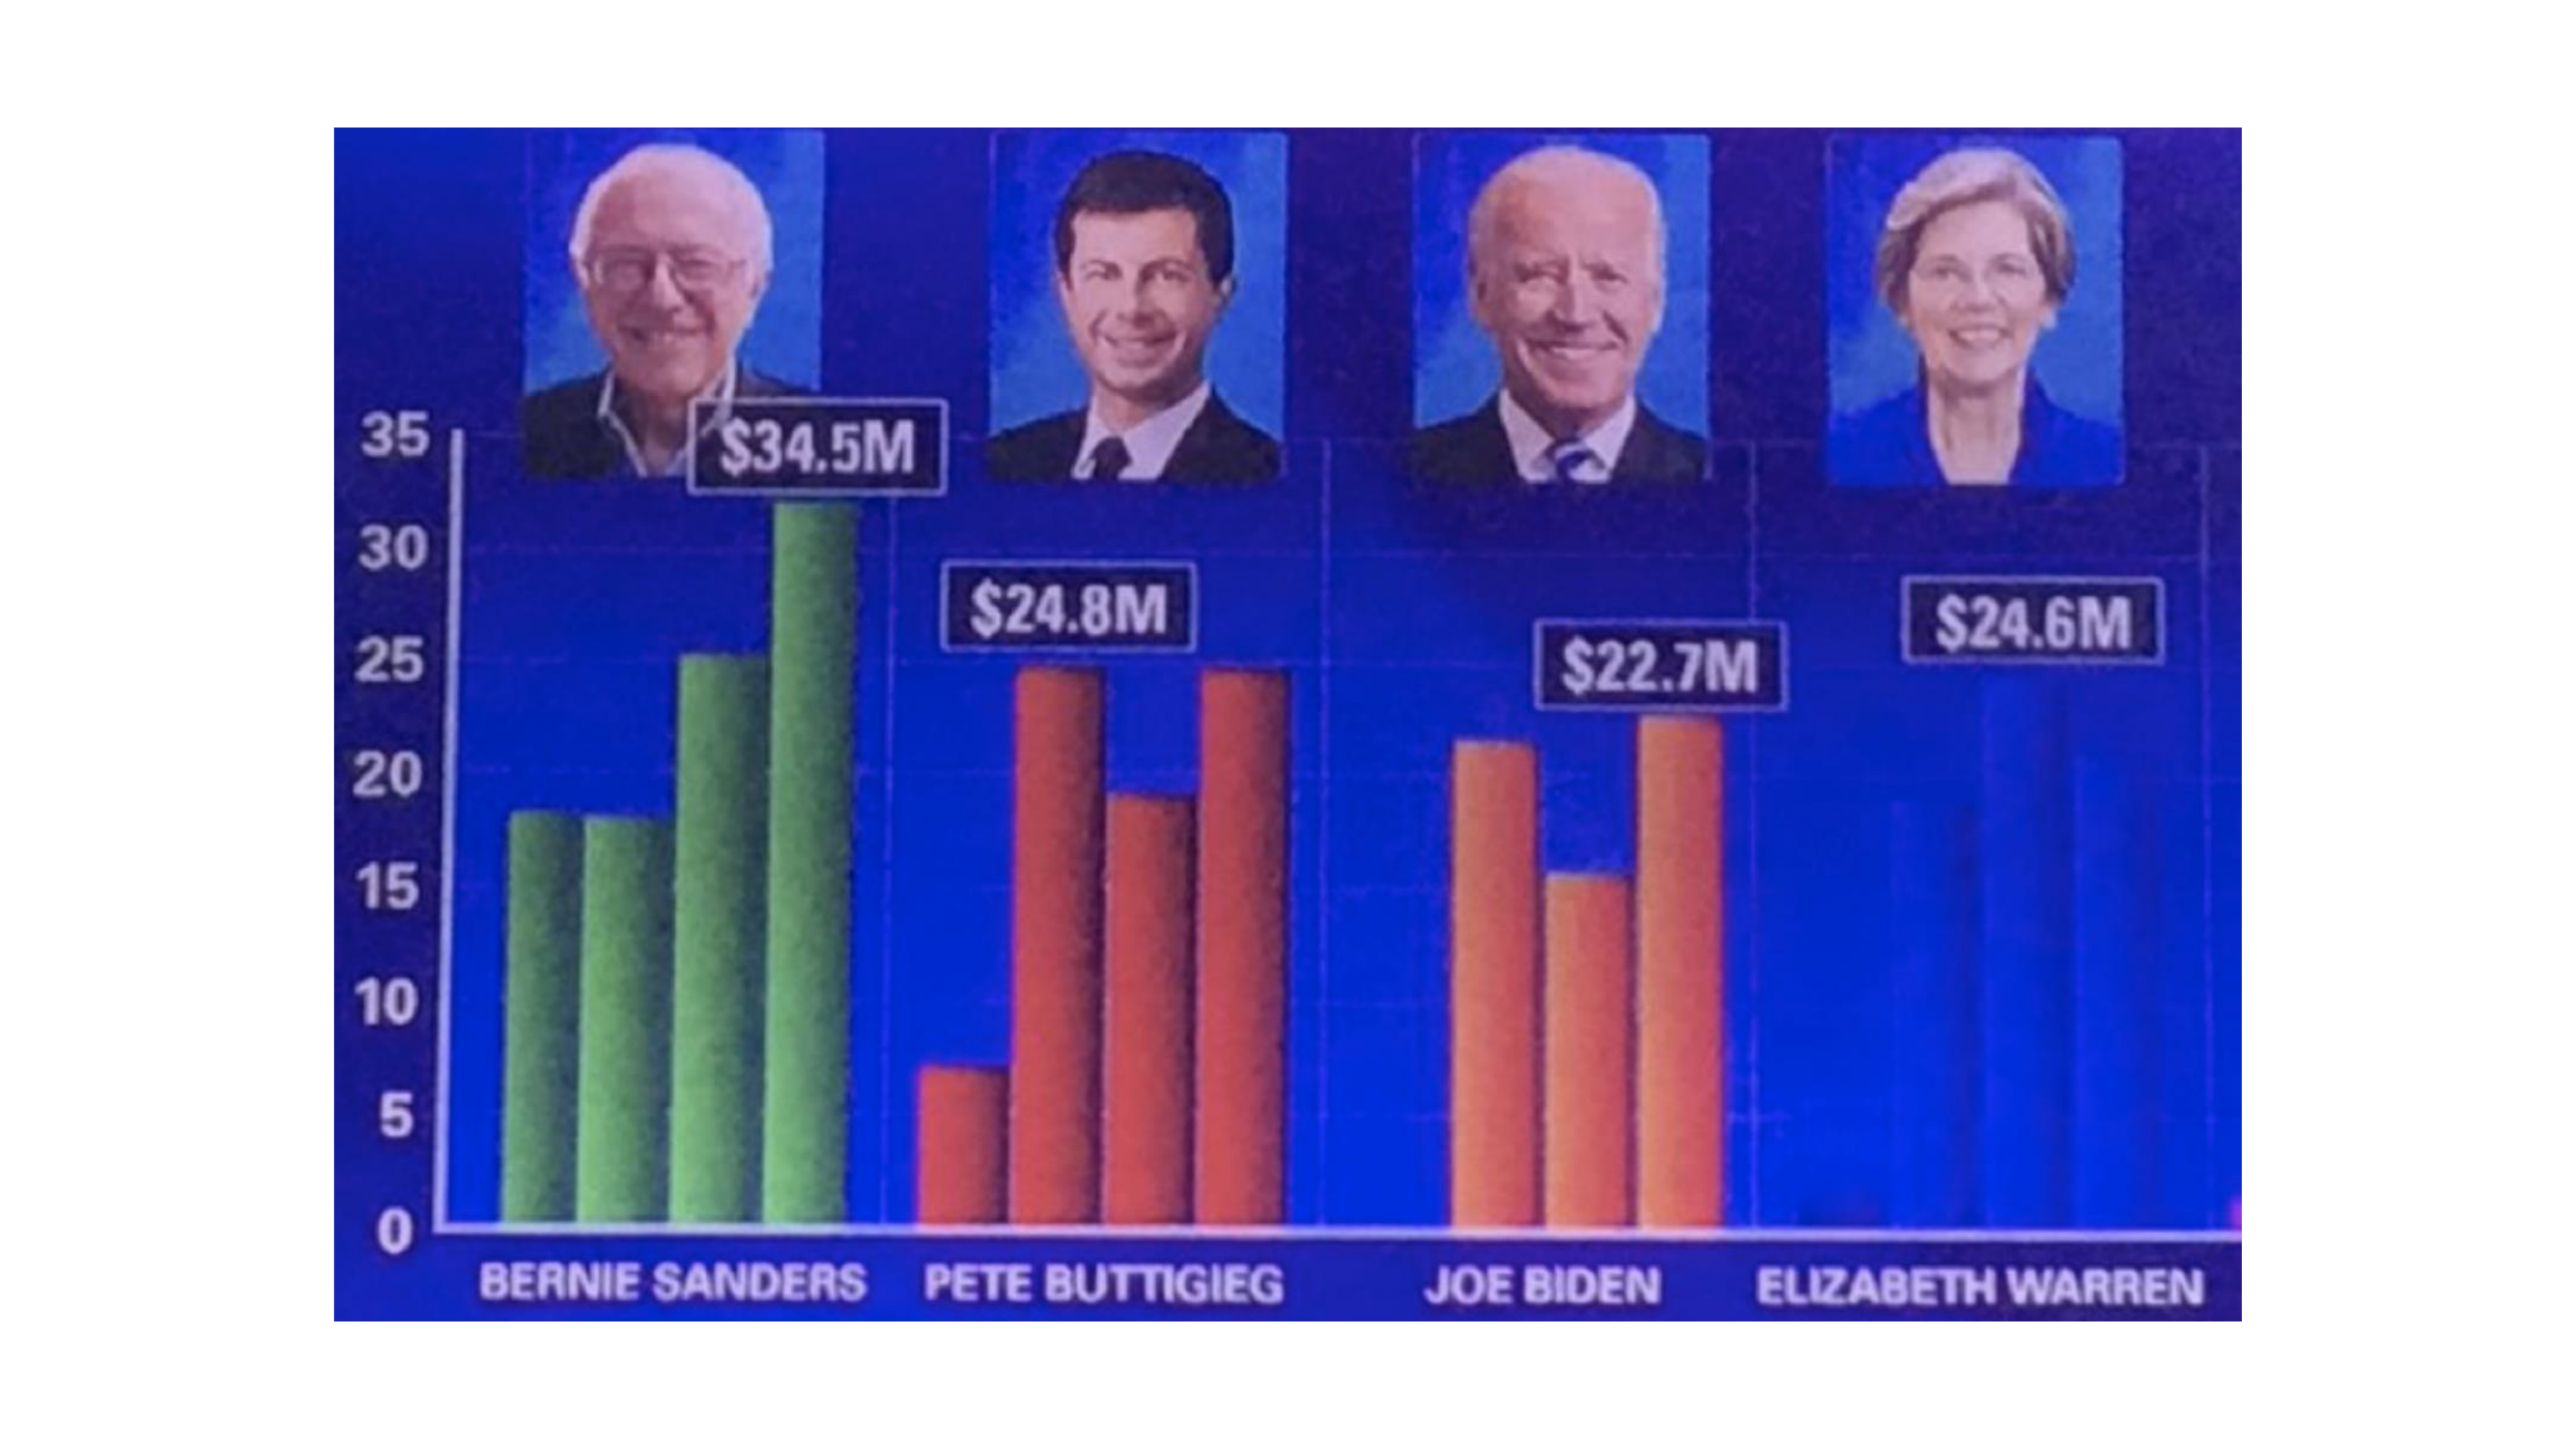 $34.5M
$24.8M
$22.7M
$24.6M
35
30
25
20
15
10
5
0
BERNIE SANDERS
PETE BUTTIGIEG
JOE BIDEN
ELIZABETH WARREN